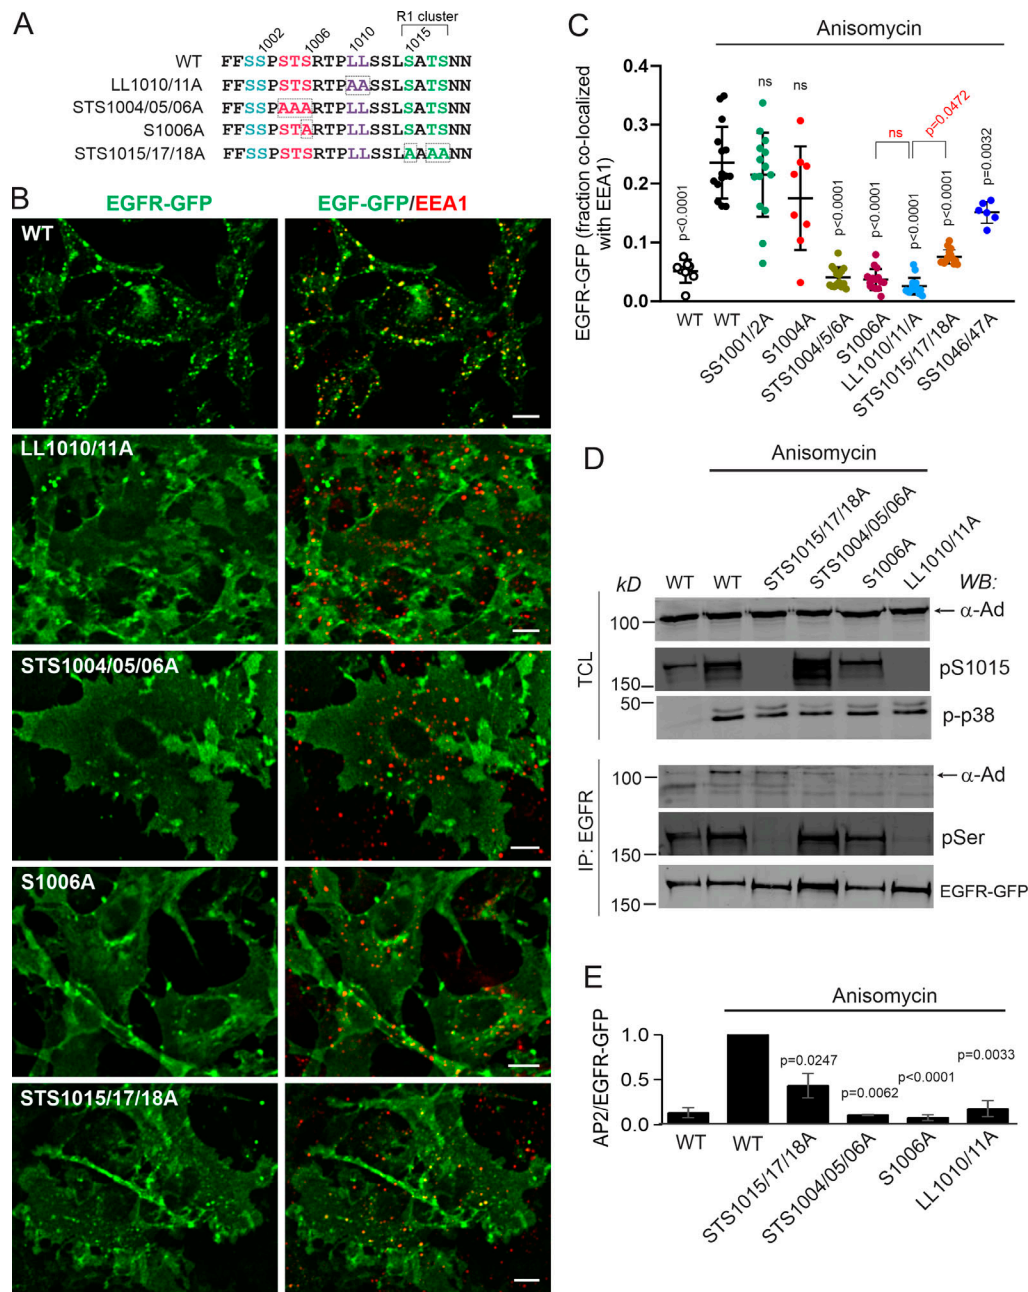 A
R1 cluster
1002 1006 1010 1015
WT FFSSPSTSRTPLLSSLSATSNN
LL1010/11A FFSSPSTSRTPAASSLSATSNN
STS1004/05/06A FFSSPAAARTPLLSSLSATSNN
S1006A FFSSPSTARTPLLSSLSATSNN
STS1015/17/18A FFSSPSTSRTPLLSSLAAAANN
B
EGFR-GFP EGF-GFP/EEA1
WT
LL1010/11A
STS1004/05/06A
S1006A
STS1015/17/18A
C
Anisomycin
EGFR-GFP (fraction co-localized
with EEA1)
0.4
0.3
0.2
0.1
0.0
p<0.0001
ns
ns
p<0.0001
p<0.0001
p<0.0001
p<0.0001
p=0.0032
ns
p=0.0472
WT
WT
SS1001/2A
S1004A
STS1004/5/6A
S1006A
LL1010/11/A
STS1015/17/18A
SS1046/47A
D
Anisomycin
kD
WT
WT
STS1015/17/18A
STS1004/05/06A
S1006A
LL1010/11A
WB:
TCL
100 α-Ad
150 pS1015
50 p-p38
IP: EGFR
100 α-Ad
150 pSer
150 EGFR-GFP
E
Anisomycin
AP2/EGFR-GFP
1.0
0.5
0.0
p=0.0247
p=0.0062
p<0.0001
p=0.0033
WT
WT
STS1015/17/18A
STS1004/05/06A
S1006A
LL1010/11A